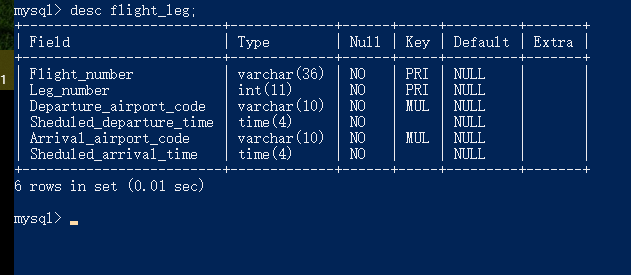 mysql> desc flight_leg;
+-------------------------+-------------+------+-----+---------+-------+
| Field                   | Type        | Null | Key | Default | Extra |
+-------------------------+-------------+------+-----+---------+-------+
| Flight_number           | varchar(36) | NO   | PRI | NULL    |       |
| Leg_number              | int(11)     | NO   | PRI | NULL    |       |
| Departure_airport_code  | varchar(10) | NO   | MUL | NULL    |       |
| Sheduled_departure_time | time(4)     | NO   |     | NULL    |       |
| Arrival_airport_code    | varchar(10) | NO   | MUL | NULL    |       |
| Sheduled_arrival_time   | time(4)     | NO   |     | NULL    |       |
+-------------------------+-------------+------+-----+---------+-------+
6 rows in set (0.01 sec)
mysql>
1